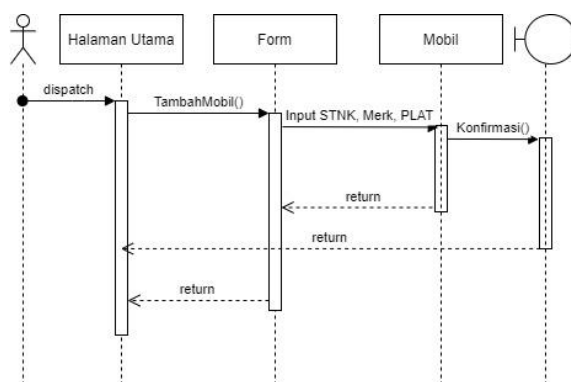 Halaman Utama
Form
Mobil
dispatch
TambahMobil()
Input STNK, Merk, PLAT
Konfirmasi()
return
return
return